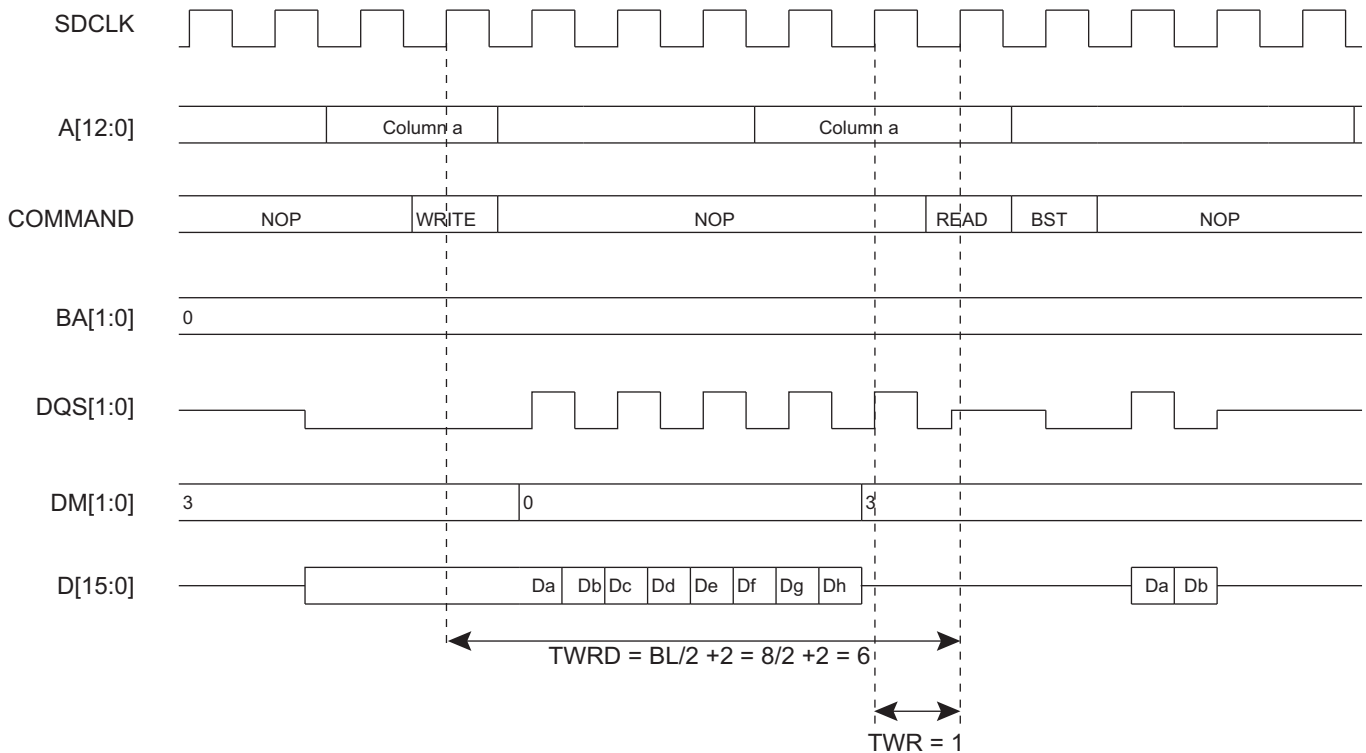 SDCLK
A[12:0] Column a Column a
COMMAND NOP WRITE NOP READ BST NOP
BA[1:0] 0
DQS[1:0]
DM[1:0] 3 0 3
D[15:0] Da Db Dc Dd De Df Dg Dh Da Db
TWRD = BL/2 +2 = 8/2 +2 = 6
TWR = 1